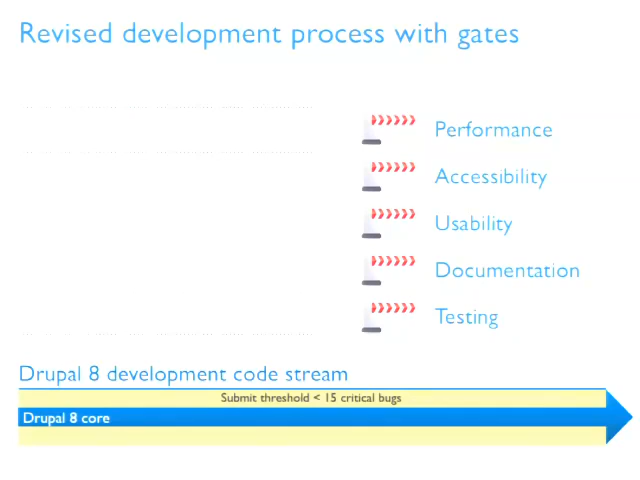 Revised development process with gates
Performance
Accessibility
Usability
Documentation
Testing
Drupal 8 development code stream
Submit threshold < 15 critical bugs
Drupal 8 core